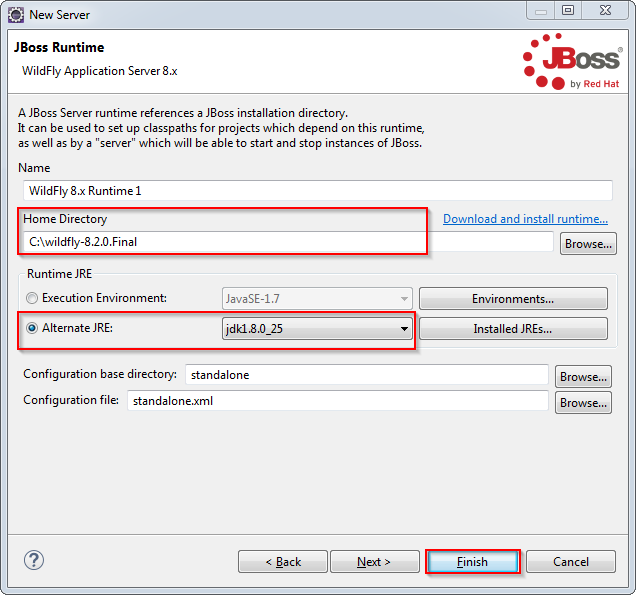 New Server
JBoss Runtime
WildFly Application Server 8.x
JBoss®
by Red Hat
A JBoss Server runtime references a JBoss installation directory.
It can be used to set up classpaths for projects which depend on this runtime,
as well as by a "server" which will be able to start and stop instances of JBoss.
Name
WildFly 8.x Runtime 1
Home Directory
Download and install runtime...
C:\wildfly-8.2.0.Final
Browse...
Runtime JRE
Execution Environment:
JavaSE-1.7
Environments...
Alternate JRE:
jdk1.8.0_25
Installed JREs...
Configuration base directory:
standalone
Browse...
Configuration file:
standalone.xml
Browse...
?
< Back
Next >
Finish
Cancel